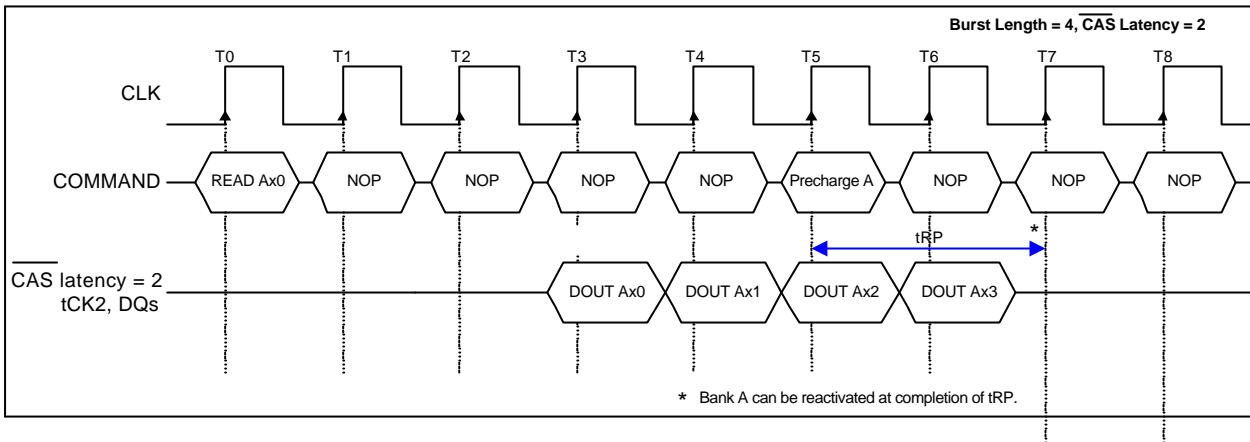 Burst Length = 4, CAS Latency = 2
T0 T1 T2 T3 T4 T5 T6 T7 T8
CLK
COMMAND READ Ax0 NOP NOP NOP NOP Precharge A NOP NOP NOP
tRP *
CAS latency = 2
tCK2, DQs
DOUT Ax0 DOUT Ax1 DOUT Ax2 DOUT Ax3
* Bank A can be reactivated at completion of tRP.